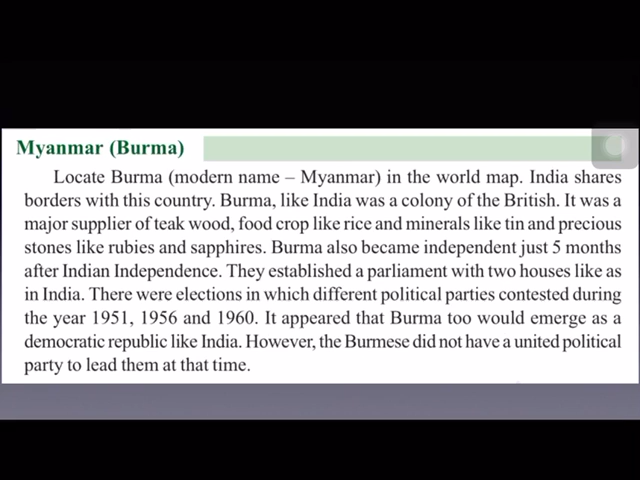 Myanmar (Burma)
Locate Burma (modern name – Myanmar) in the world map. India shares
borders with this country. Burma, like India was a colony of the British. It was a
major supplier of teak wood, food crop like rice and minerals like tin and precious
stones like rubies and sapphires. Burma also became independent just 5 months
after Indian Independence. They established a parliament with two houses like as
in India. There were elections in which different political parties contested during
the year 1951, 1956 and 1960. It appeared that Burma too would emerge as a
democratic republic like India. However, the Burmese did not have a united political
party to lead them at that time.